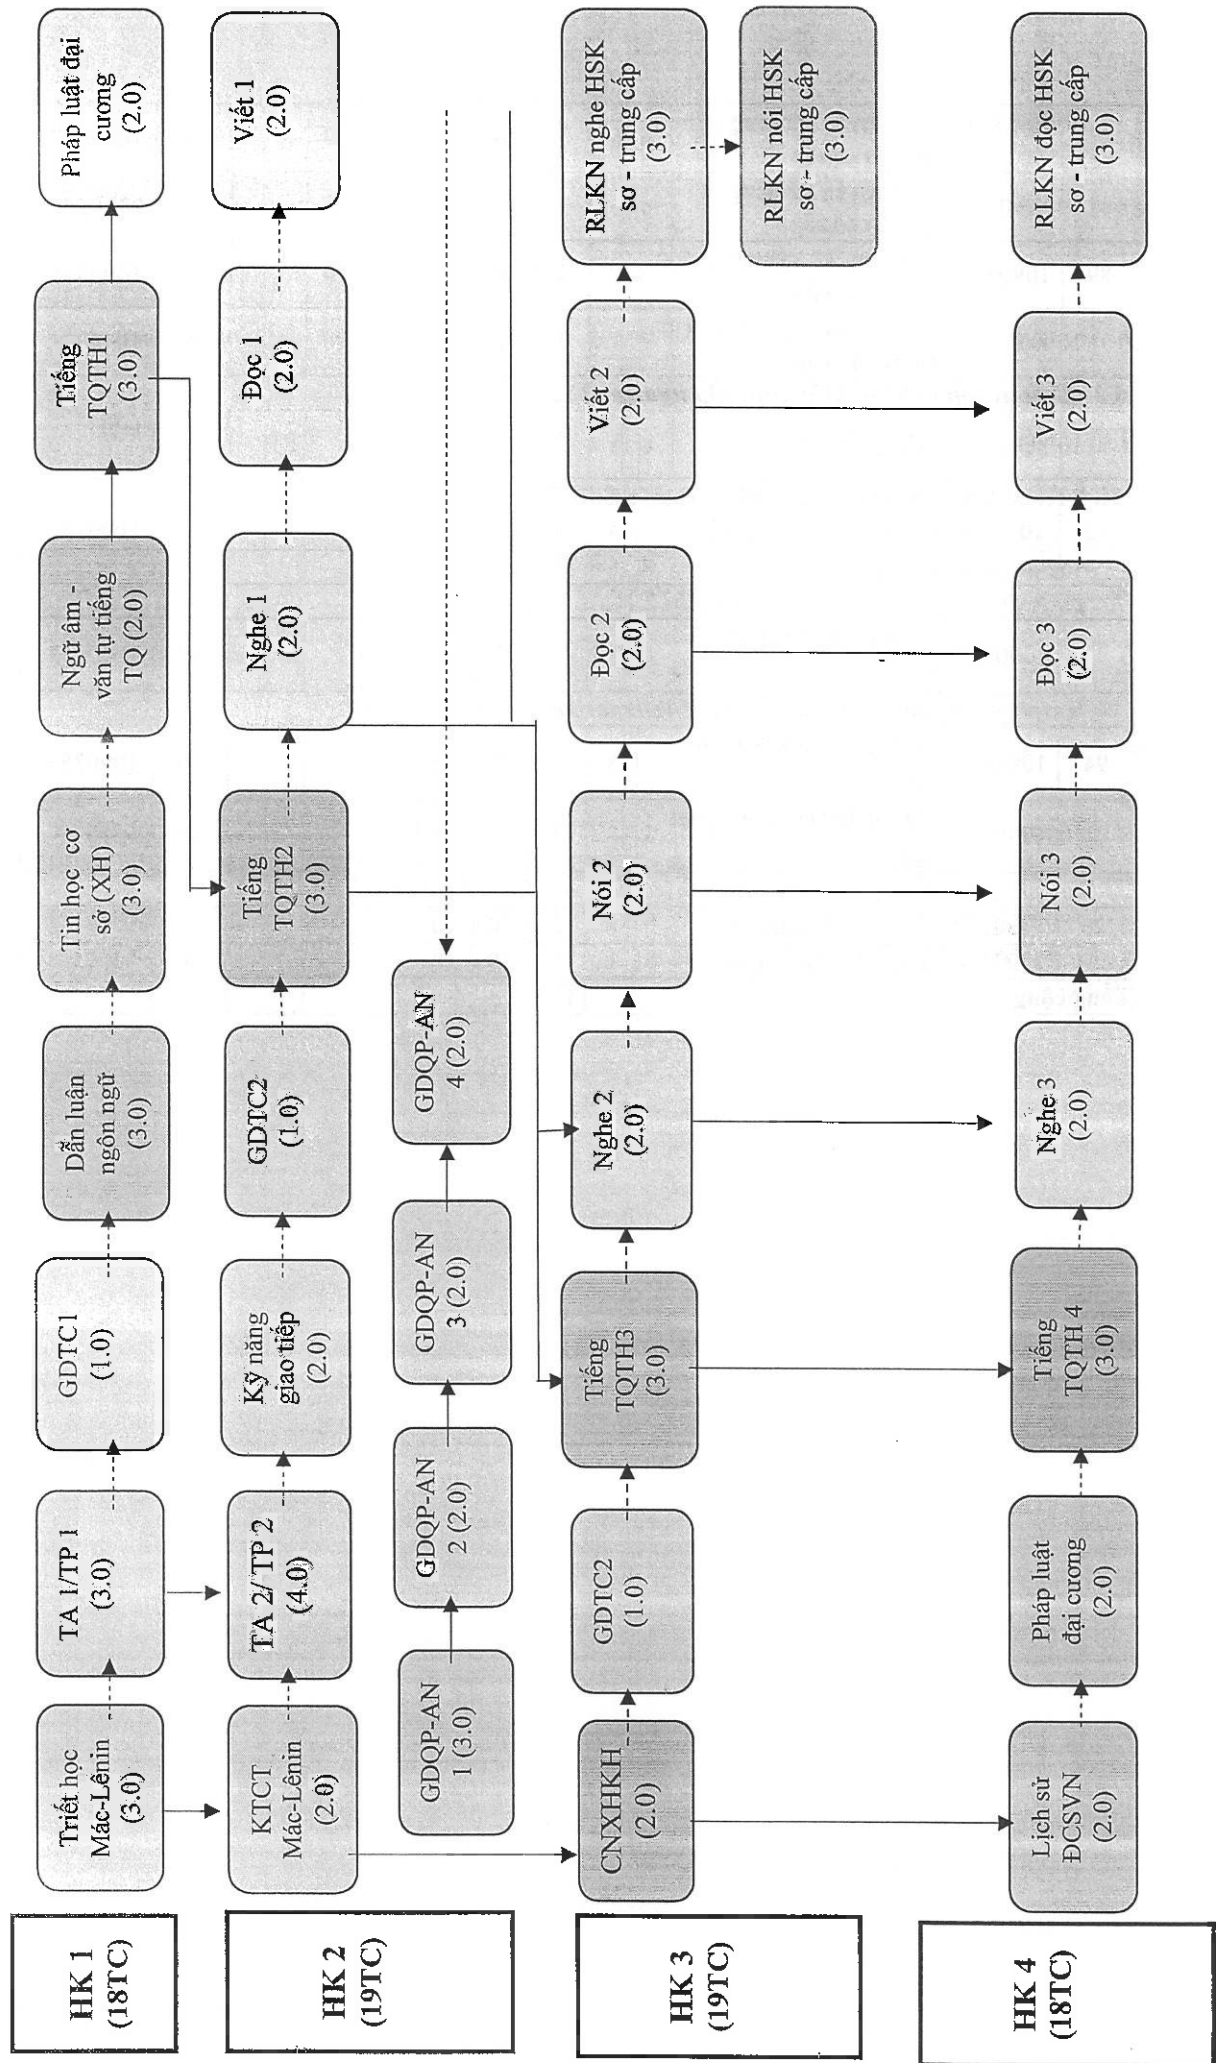 HK 1
(18TC)
Triết học
Mác-Lênin
(3.0)
TA 1/TP 1
(3.0)
GDTC1
(1.0)
Dẫn luận
ngôn ngữ
(3.0)
Tin học cơ
sở (XH)
(3.0)
Ngữ âm -
văn tự tiếng
TQ (2.0)
Tiếng
TQTH1
(3.0)
Pháp luật đại
cương
(2.0)
HK 2
(19TC)
KTCT
Mác-Lênin
(2.0)
TA 2/ TP 2
(4.0)
Kỹ năng
giao tiếp
(2.0)
GDTC2
(1.0)
Tiếng
TQTH2
(3.0)
Nghe 1
(2.0)
Đọc 1
(2.0)
Viết 1
(2.0)
GDQP-AN
1 (3.0)
GDQP-AN
2 (2.0)
GDQP-AN
3 (2.0)
GDQP-AN
4 (2.0)
HK 3
(19TC)
CNXHKH
(2.0)
GDTC2
(1.0)
Tiếng
TQTH3
(3.0)
Nghe 2
(2.0)
Nói 2
(2.0)
Đọc 2
(2.0)
Viết 2
(2.0)
RLKN nghe HSK
sơ - trung cấp
(3.0)
RLKN nói HSK
sơ - trung cấp
(3.0)
HK 4
(18TC)
Lịch sử
ĐCSVN
(2.0)
Pháp luật
đại cương
(2.0)
Tiếng
TQTH 4
(3.0)
Nghe 3
(2.0)
Nói 3
(2.0)
Đọc 3
(2.0)
Viết 3
(2.0)
RLKN đọc HSK
sơ - trung cấp
(3.0)